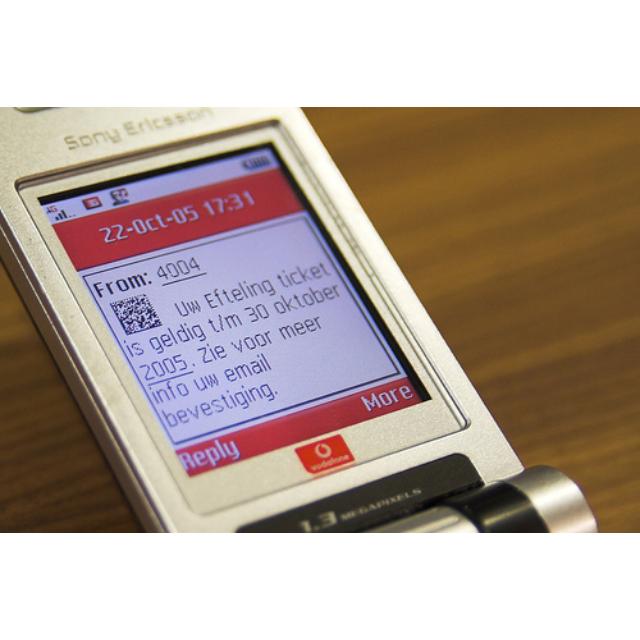 Sony Ericsson
22-Oct-05 17:31
From: 4004
Uw Efteling ticket
is geldig t/m 30 oktober
2005. Zie voor meer
info uw email
bevestiging.
Reply More
vodafone
1.3 MEGAPIXELS